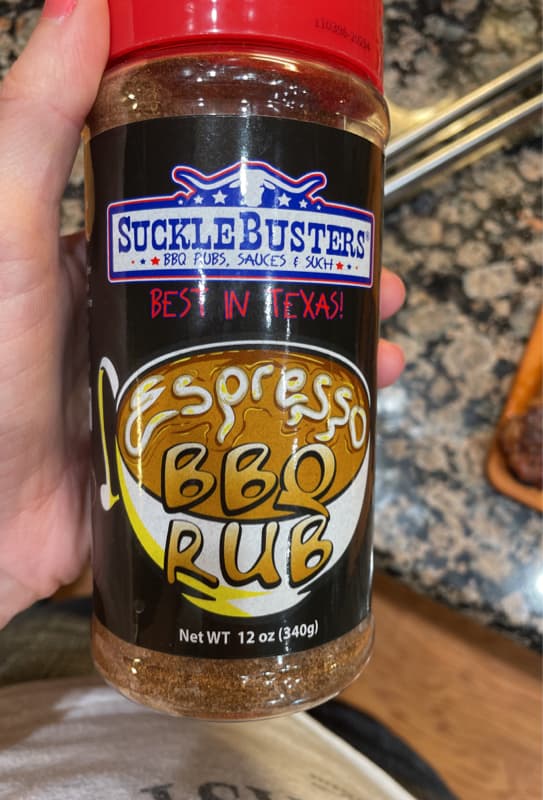 SUCKLEBUSTERS®
BBQ RUBS, SAUCES & SUCH
BEST IN TEXAS!
Espresso
BBQ
RUB
Net WT 12 oz (340g)